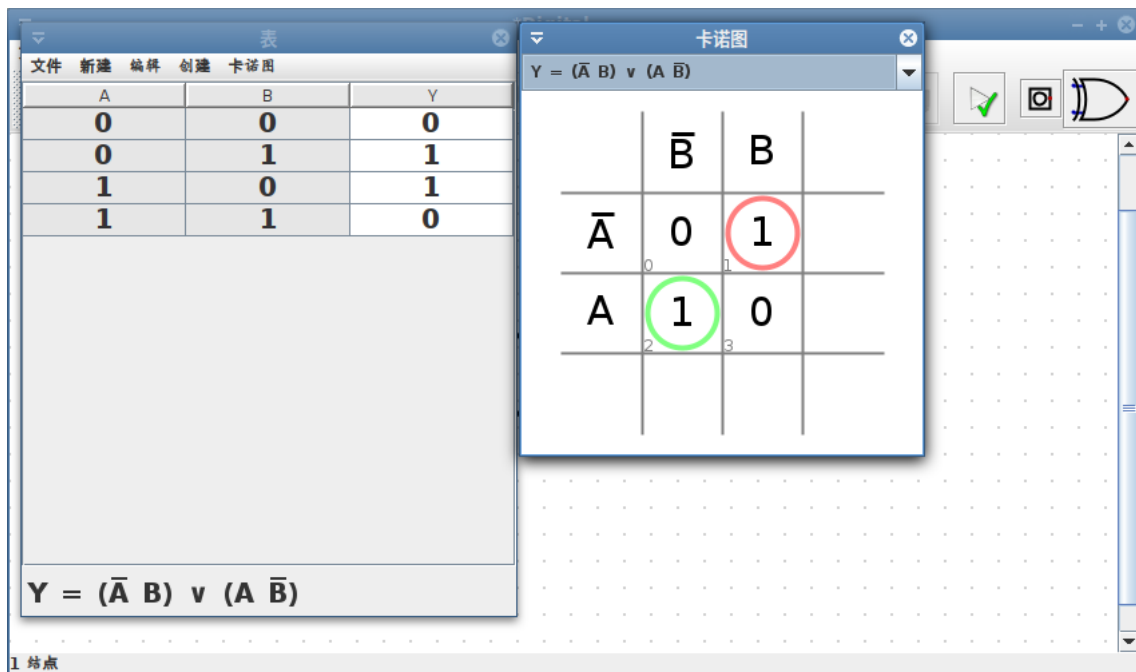 表
文件 新建 编辑 创建 卡诺图
A B Y
0 0 0
0 1 1
1 0 1
1 1 0
Y = (A̅ B) ∨ (A B̅)
卡诺图
Y = (A̅ B) ∨ (A B̅)
B̅ B
A̅ 0 1
0 1
A 1 0
2 3
1 结点